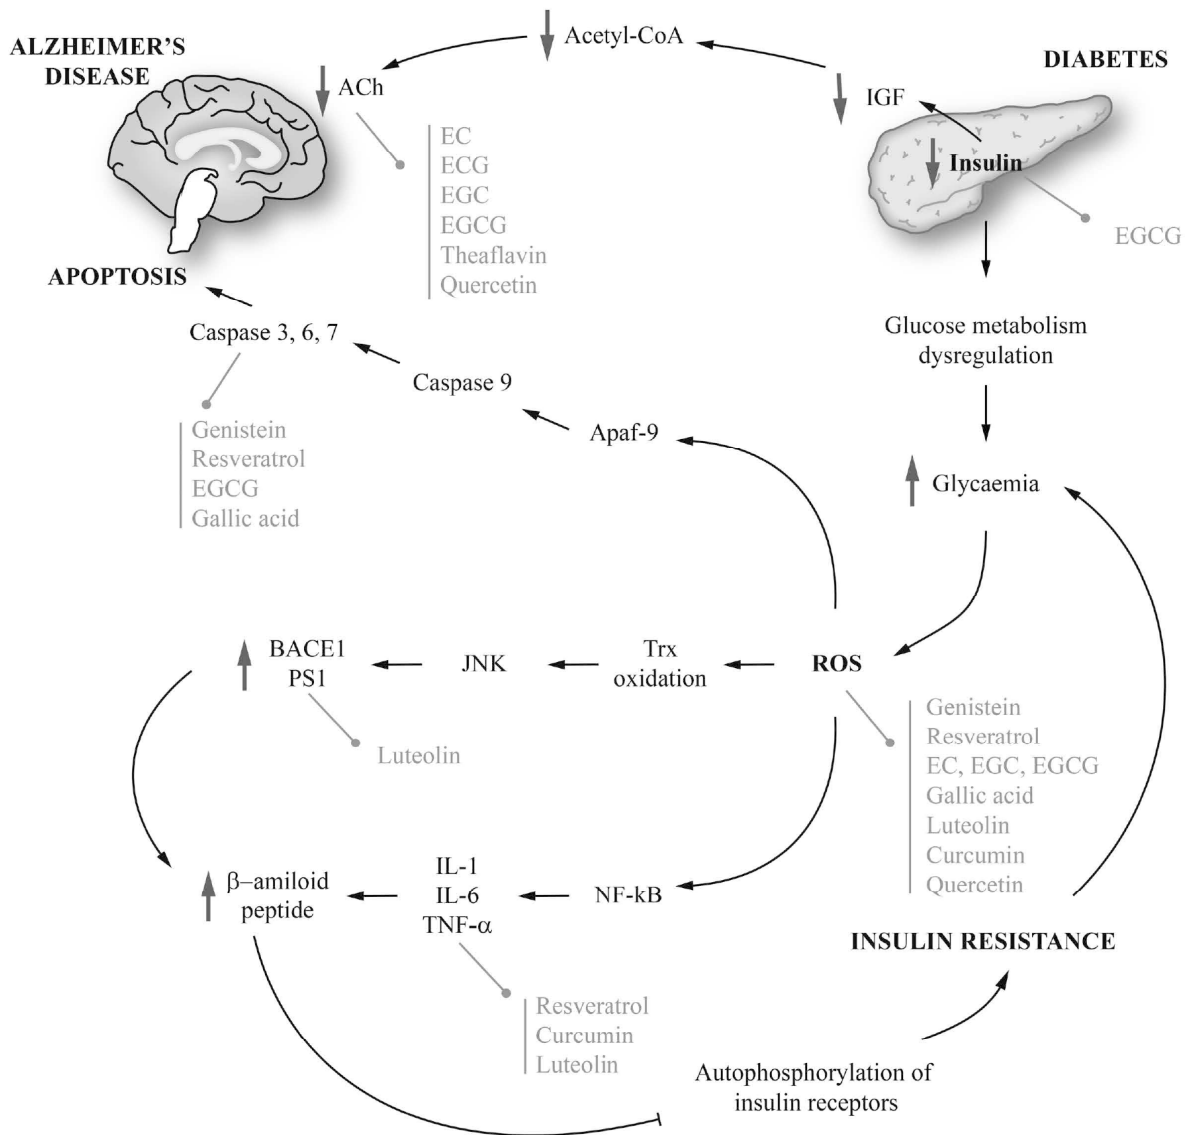 ALZHEIMER'S
DISEASE
Acetyl-CoA
DIABETES
ACh
IGF
Insulin
EC
ECG
EGC
EGCG
Theaflavin
Quercetin
EGCG
APOPTOSIS
Caspase 3, 6, 7
Glucose metabolism
dysregulation
Caspase 9
Apaf-9
Genistein
Resveratrol
EGCG
Gallic acid
Glycaemia
BACE1
PS1
JNK
Trx
oxidation
ROS
Luteolin
Genistein
Resveratrol
EC, EGC, EGCG
Gallic acid
Luteolin
Curcumin
Quercetin
β–amiloid
peptide
IL-1
IL-6
TNF-α
NF-kB
INSULIN RESISTANCE
Resveratrol
Curcumin
Luteolin
Autophosphorylation of
insulin receptors